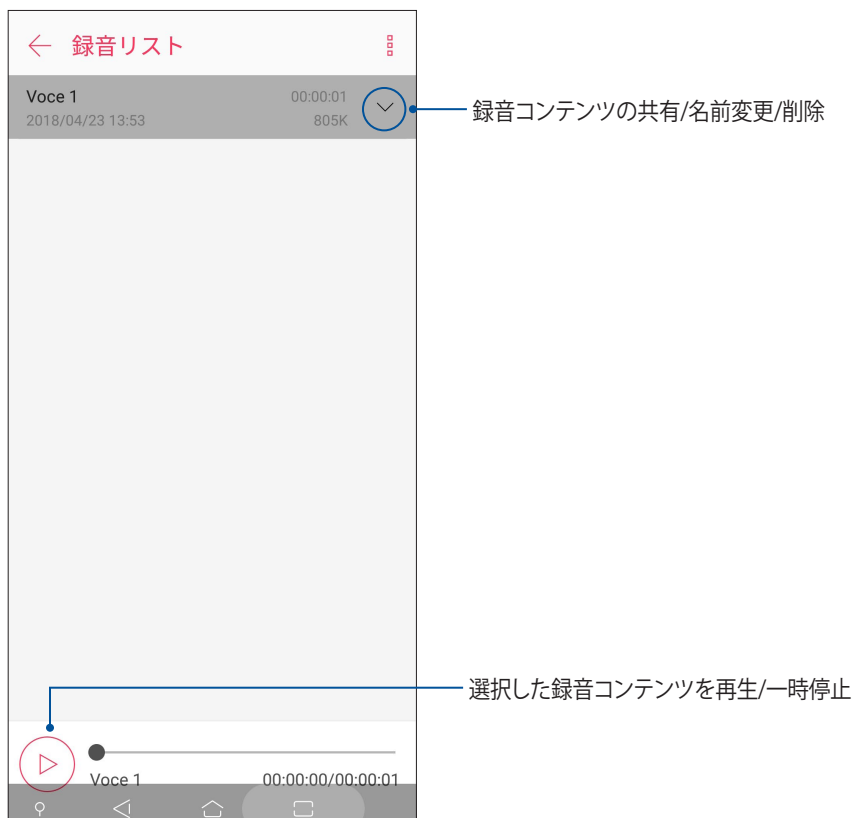 録音リスト
Voce 1 00:00:01
2018/04/23 13:53 805K
録音コンテンツの共有/名前変更/削除
選択した録音コンテンツを再生/一時停止
Voce 1 00:00:00/00:00:01